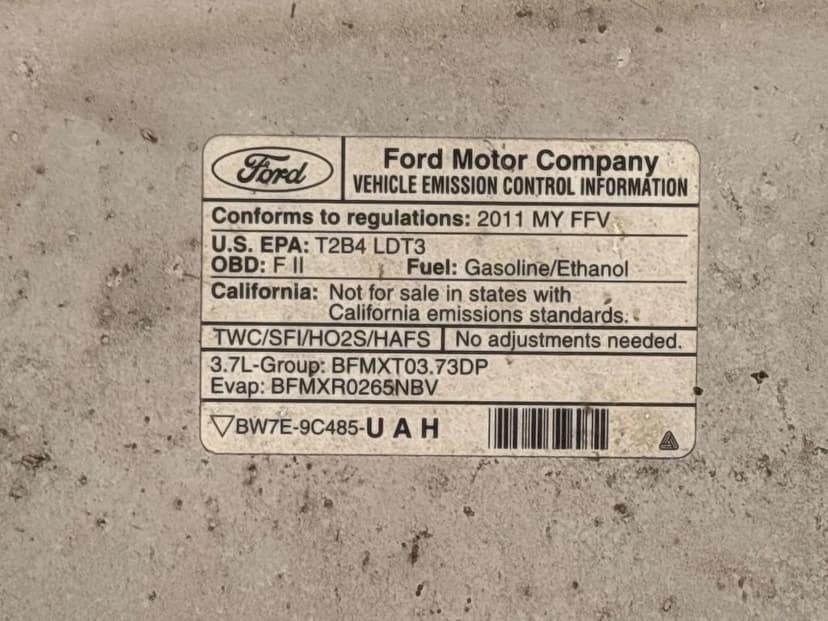 Ford
Ford Motor Company
VEHICLE EMISSION CONTROL INFORMATION
Conforms to regulations: 2011 MY FFV
U.S. EPA: T2B4 LDT3
OBD: F II Fuel: Gasoline/Ethanol
California: Not for sale in states with
California emissions standards.
TWC/SFI/HO2S/HAFS No adjustments needed.
3.7L-Group: BFMXT03.73DP
Evap: BFMXR0265NBV
BW7E-9C485-U A H